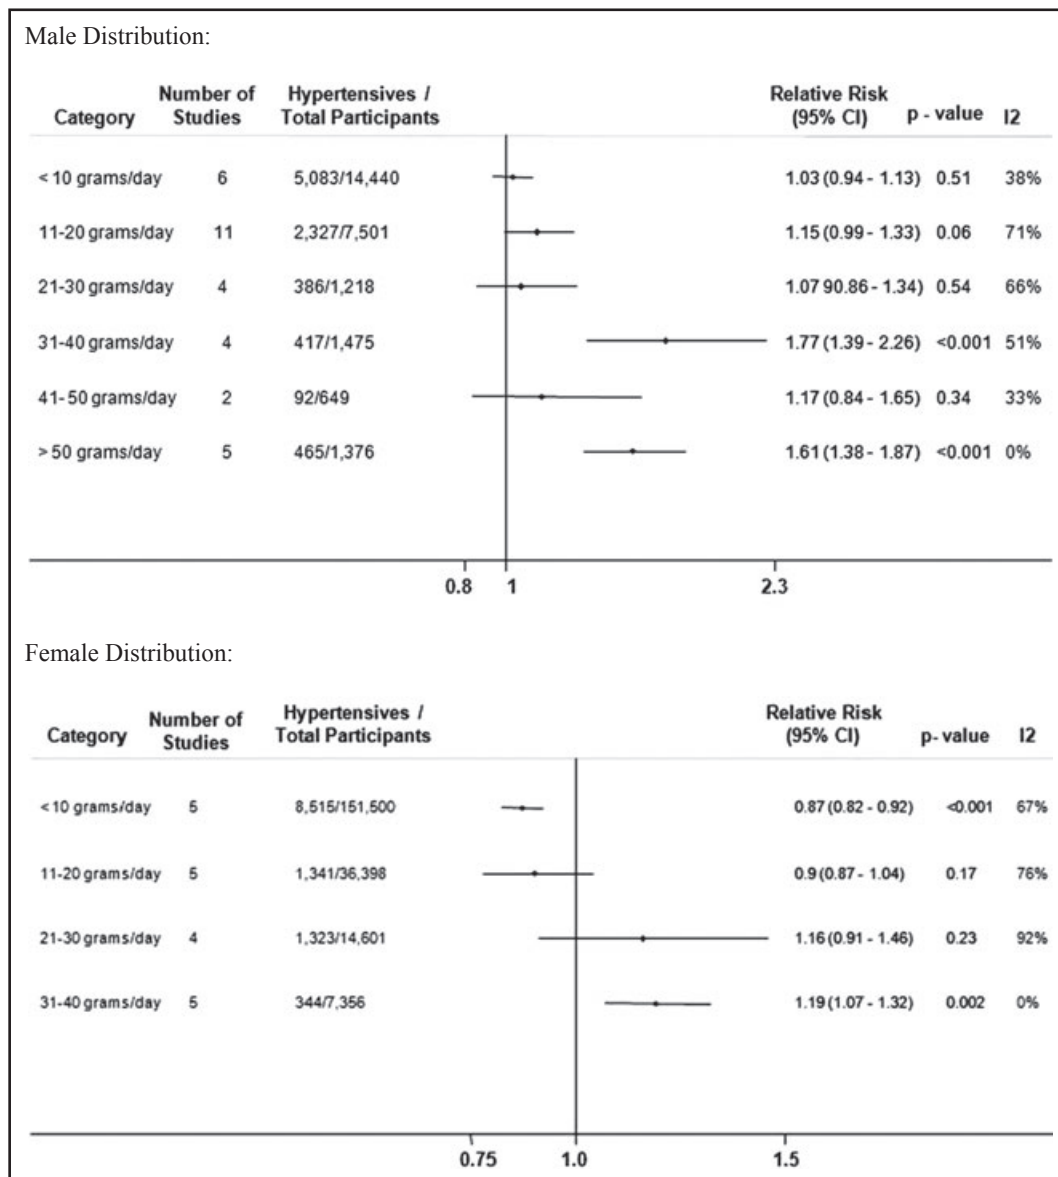 Male Distribution:
Category Number of Studies Hypertensives / Total Participants Relative Risk (95% CI) p - value I2
< 10 grams/day 6 5,083/14,440 1.03 (0.94 - 1.13) 0.51 38%
11-20 grams/day 11 2,327/7,501 1.15 (0.99 - 1.33) 0.06 71%
21-30 grams/day 4 386/1,218 1.07 90.86 - 1.34) 0.54 66%
31-40 grams/day 4 417/1,475 1.77 (1.39 - 2.26) <0.001 51%
41-50 grams/day 2 92/649 1.17 (0.84 - 1.65) 0.34 33%
> 50 grams/day 5 465/1,376 1.61 (1.38 - 1.87) <0.001 0%
0.8 1 2.3
Female Distribution:
Category Number of Studies Hypertensives / Total Participants Relative Risk (95% CI) p- value I2
<10 grams/day 5 8,515/151,500 0.87 (0.82 - 0.92) <0.001 67%
11-20 grams/day 5 1,341/36,398 0.9 (0.87 - 1.04) 0.17 76%
21-30 grams/day 4 1,323/14,601 1.16 (0.91 - 1.46) 0.23 92%
31-40 grams/day 5 344/7,356 1.19 (1.07 - 1.32) 0.002 0%
0.75 1.0 1.5